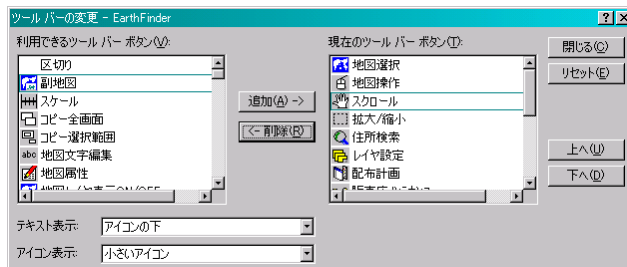 ツール バーの変更 - EarthFinder
利用できるツール バー ボタン(V):
区切り
副地図
スケール
コピー全画面
コピー選択範囲
abc 地図文字編集
地図属性
追加(A) ->
<- 削除(R)
現在のツール バー ボタン(T):
地図選択
地図操作
スクロール
拡大/縮小
住所検索
レイヤ設定
配布計画
閉じる(C)
リセット(E)
上へ(U)
下へ(D)
テキスト表示: アイコンの下
アイコン表示: 小さいアイコン